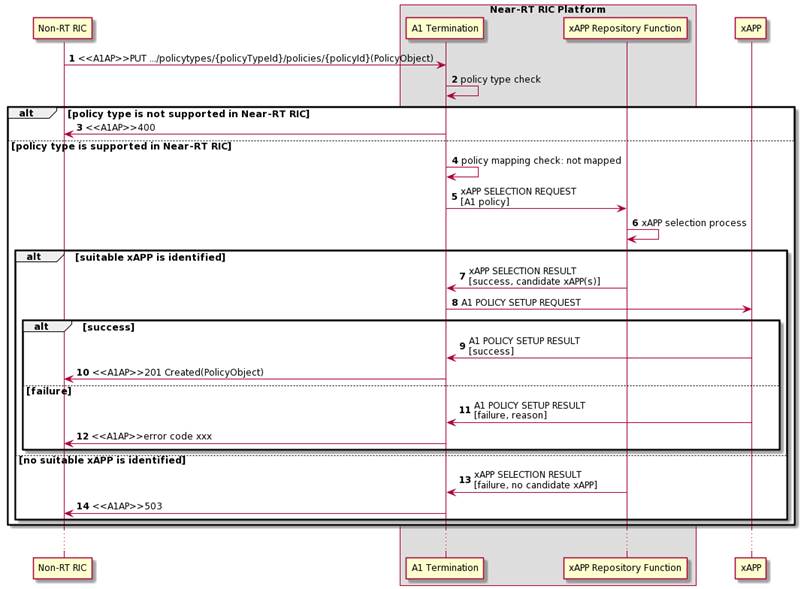 Near-RT RIC Platform
Non-RT RIC
A1 Termination
xAPP Repository Function
xAPP
1 <<A1AP>>PUT .../policytypes/{policyTypeId}/policies/{policyId}(PolicyObject)
2 policy type check
alt [policy type is not supported in Near-RT RIC]
3 <<A1AP>>400
[policy type is supported in Near-RT RIC]
4 policy mapping check: not mapped
5 xAPP SELECTION REQUEST
[A1 policy]
6 xAPP selection process
alt [suitable xAPP is identified]
7 xAPP SELECTION RESULT
[success, candidate xAPP(s)]
8 A1 POLICY SETUP REQUEST
alt [success]
9 A1 POLICY SETUP RESULT
[success]
10 <<A1AP>>201 Created(PolicyObject)
[failure]
11 A1 POLICY SETUP RESULT
[failure, reason]
12 <<A1AP>>error code xxx
[no suitable xAPP is identified]
13 xAPP SELECTION RESULT
[failure, no candidate xAPP]
14 <<A1AP>>503
Non-RT RIC
A1 Termination
xAPP Repository Function
xAPP